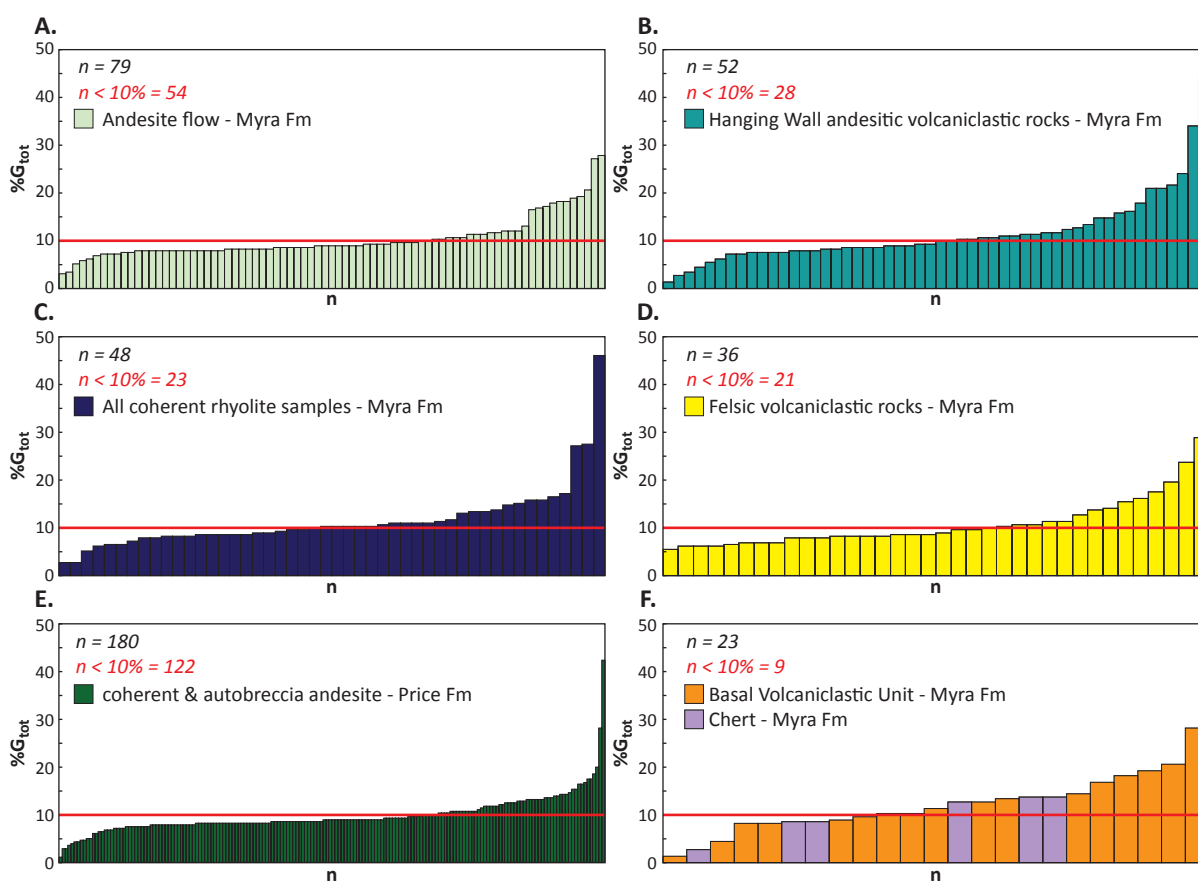 A.
50
40
30
20
10
0
%Gtot
n = 79
n < 10% = 54
Andesite flow - Myra Fm
n
B.
50
40
30
20
10
0
%Gtot
n = 52
n < 10% = 28
Hanging Wall andesitic volcaniclastic rocks - Myra Fm
n
C.
50
40
30
20
10
0
%Gtot
n = 48
n < 10% = 23
All coherent rhyolite samples - Myra Fm
n
D.
50
40
30
20
10
0
%Gtot
n = 36
n < 10% = 21
Felsic volcaniclastic rocks - Myra Fm
n
E.
50
40
30
20
10
0
%Gtot
n = 180
n < 10% = 122
coherent & autobreccia andesite - Price Fm
n
F.
50
40
30
20
10
0
%Gtot
n = 23
n < 10% = 9
Basal Volcaniclastic Unit - Myra Fm
Chert - Myra Fm
n